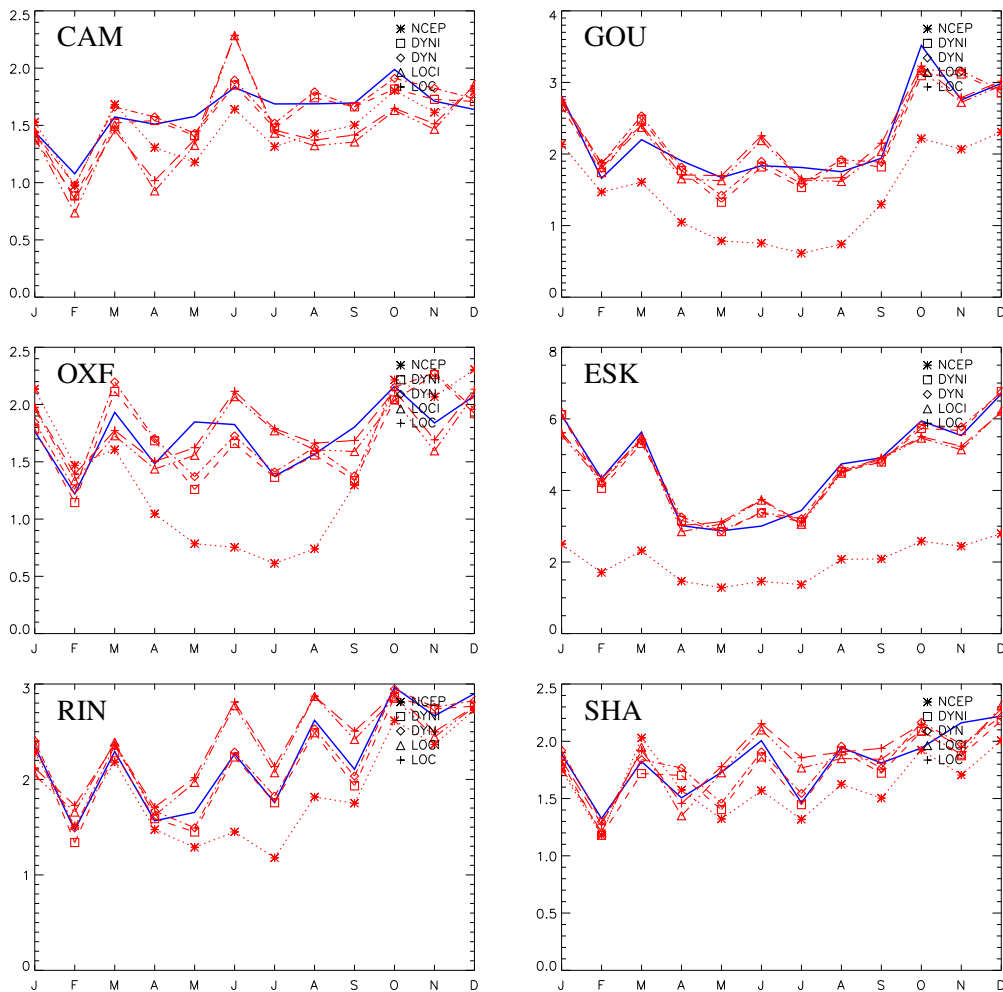 CAM
2.5
2.0
1.5
1.0
0.5
0.0
NCEP
DYNI
DYN
LOCI
LOC
J F M A M J J A S O N D
GOU
4
3
2
1
0
NCEP
DYNI
DYN
LOCI
LOC
J F M A M J J A S O N D
OXF
2.5
2.0
1.5
1.0
0.5
0.0
NCEP
DYNI
DYN
LOCI
LOC
J F M A M J J A S O N D
ESK
8
6
4
2
0
NCEP
DYNI
DYN
LOCI
LOC
J F M A M J J A S O N D
RIN
3
2
1
0
NCEP
DYNI
DYN
LOCI
LOC
J F M A M J J A S O N D
SHA
2.5
2.0
1.5
1.0
0.5
0.0
NCEP
DYNI
DYN
LOCI
LOC
J F M A M J J A S O N D